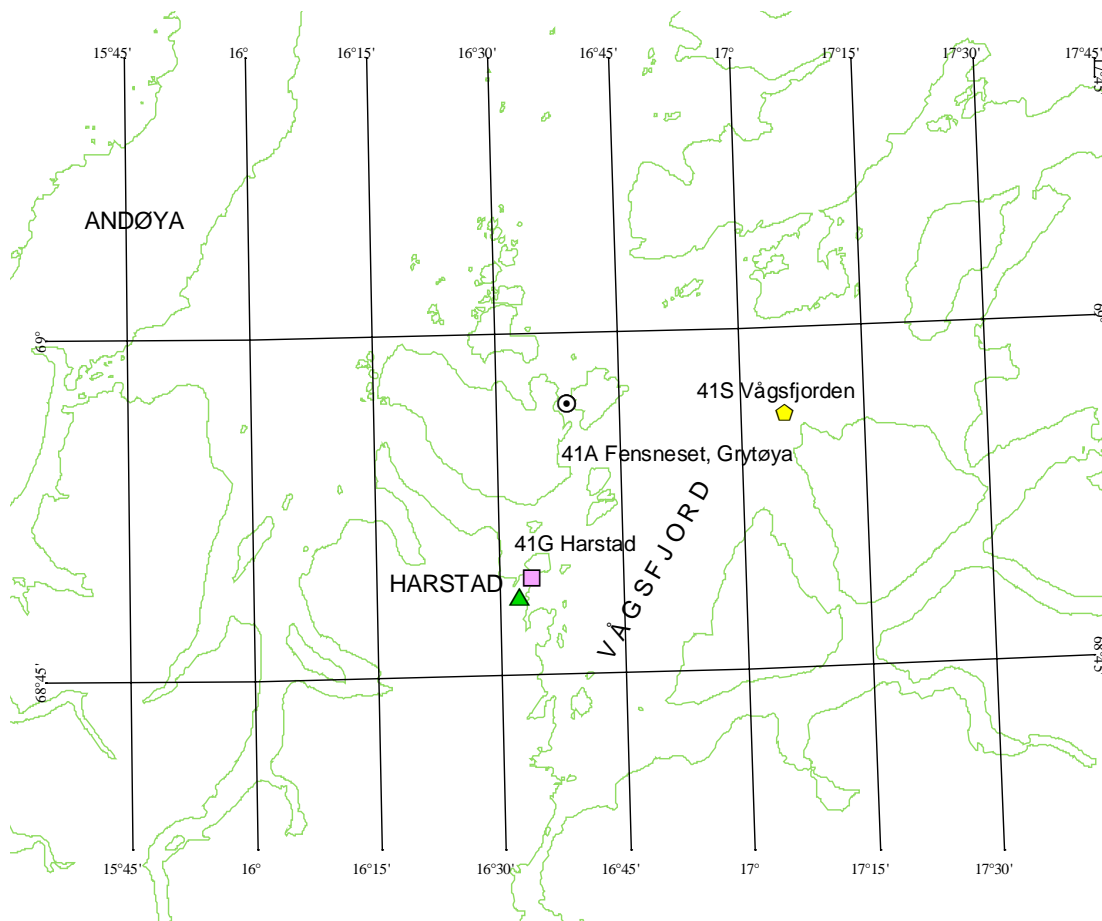 15°45' 16° 16°15' 16°30' 16°45' 17° 17°15' 17°30' 17°45'
17°45'
ANDØYA
69° 69°
41S Vågsfjorden
41A Fensneset, Grytøya
VÅGSFJORD
41G Harstad
HARSTAD
68°45' 68°45'
15°45' 16° 16°15' 16°30' 16°45' 17° 17°15' 17°30'